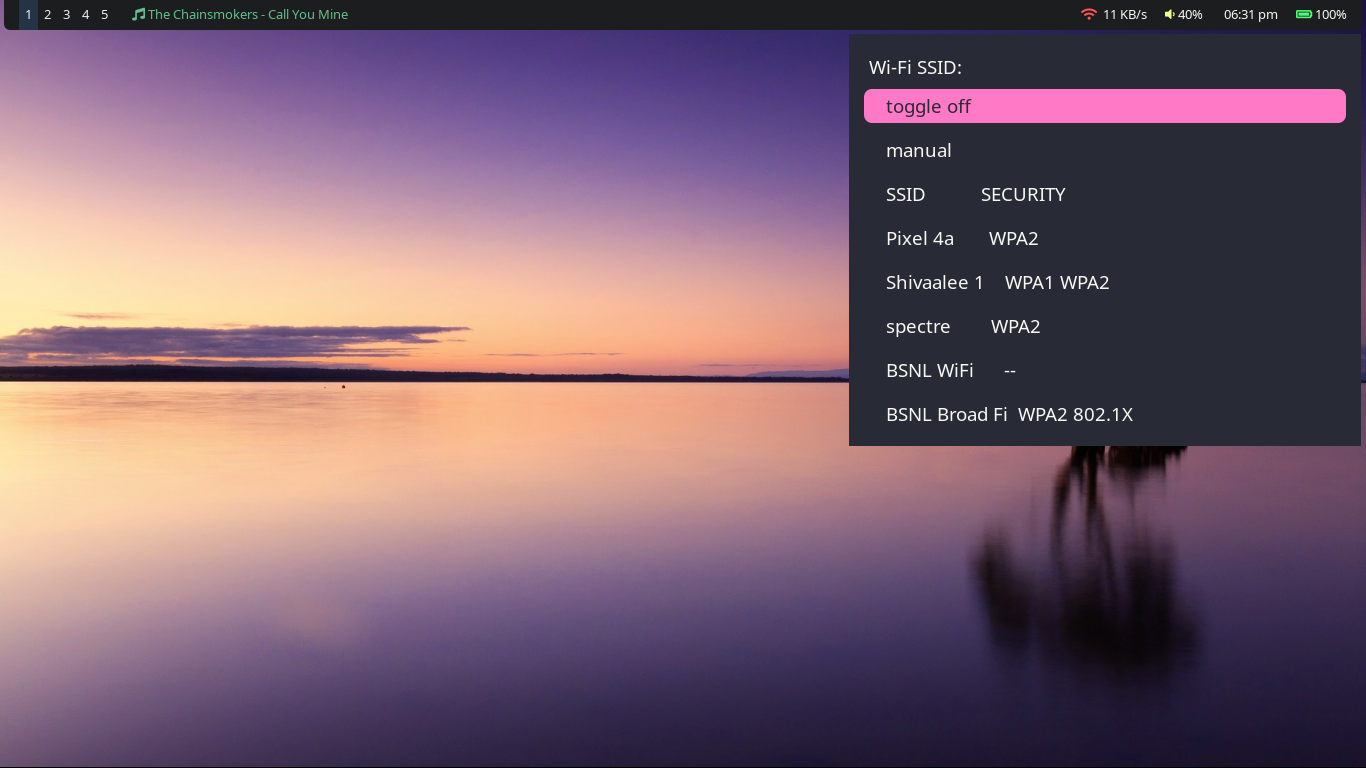 1 2 3 4 5 The Chainsmokers - Call You Mine 11 KB/s 40% 06:31 pm 100%
Wi-Fi SSID:
toggle off
manual
SSID SECURITY
Pixel 4a WPA2
Shivaalee 1 WPA1 WPA2
spectre WPA2
BSNL WiFi --
BSNL Broad Fi WPA2 802.1X